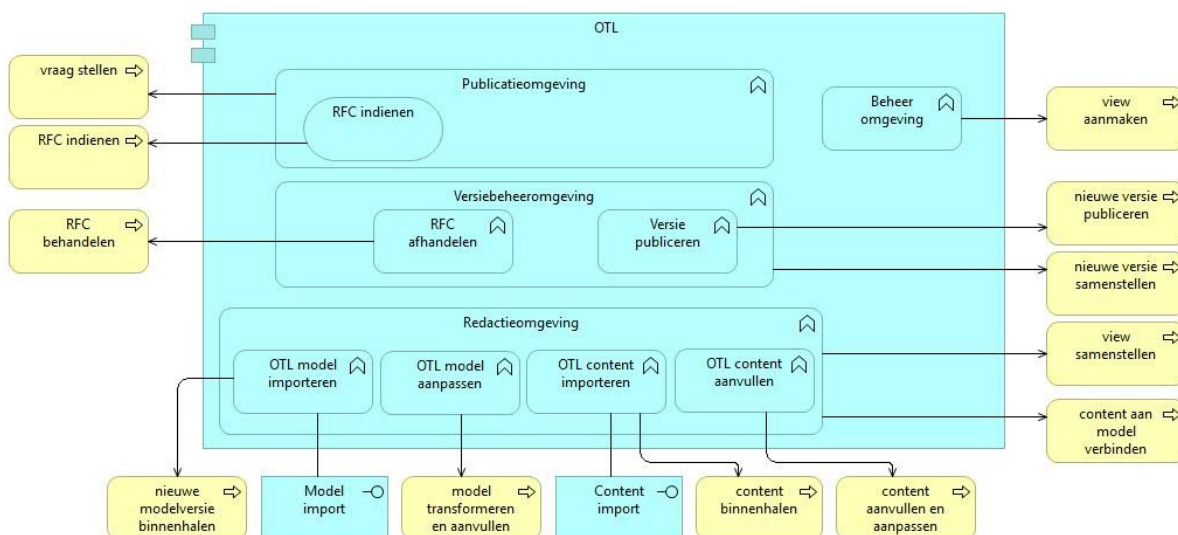 OTL
vraag stellen
Publicatieomgeving
RFC indienen
Beheer
omgeving
view
aanmaken
RFC indienen
Versiebeheeromgeving
RFC
behandelen
RFC
afhandelen
Versie
publiceren
nieuwe versie
publiceren
nieuwe versie
samenstellen
Redactieomgeving
OTL model
importeren
OTL model
aanpassen
OTL content
importeren
OTL content
aanvullen
view
samenstellen
content aan
model
verbinden
nieuwe
modelversie
binnenhalen
Model
import
model
transformeren
en aanvullen
Content
import
content
binnenhalen
content
aanvullen en
aanpassen